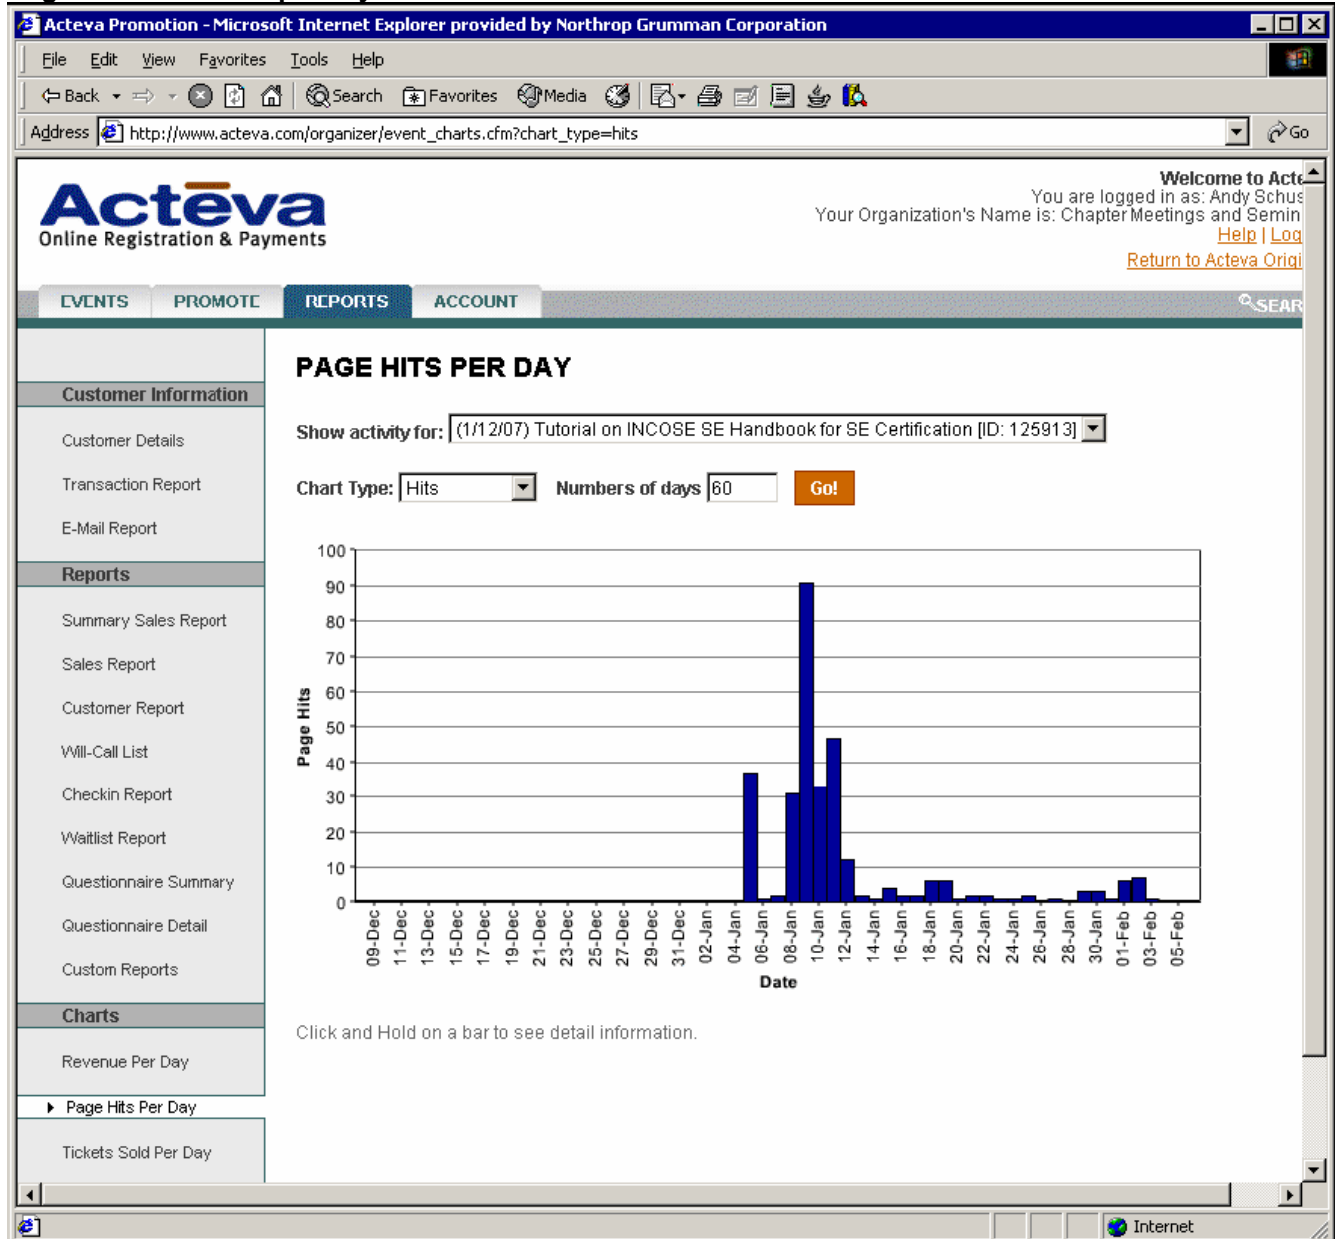 Acteva Promotion - Microsoft Internet Explorer provided by Northrop Grumman Corporation
File Edit View Favorites Tools Help
Back Search Favorites Media
Address http://www.acteva.com/organizer/event_charts.cfm?chart_type=hits Go
Actēva
Online Registration & Payments
Welcome to Acte
You are logged in as: Andy Schus
Your Organization's Name is: Chapter Meetings and Semin
Help | Log
Return to Acteva Origi
EVENTS PROMOTE REPORTS ACCOUNT SEAR
PAGE HITS PER DAY
Customer Information
Customer Details
Transaction Report
E-Mail Report
Reports
Summary Sales Report
Sales Report
Customer Report
Will-Call List
Checkin Report
Waitlist Report
Questionnaire Summary
Questionnaire Detail
Custom Reports
Charts
Revenue Per Day
Page Hits Per Day
Tickets Sold Per Day
Show activity for: (1/12/07) Tutorial on INCOSE SE Handbook for SE Certification [ID: 125913]
Chart Type: Hits Numbers of days 60 Go!
100
90
80
70
60
50
40
30
20
10
0
Page Hits
09-Dec 11-Dec 13-Dec 15-Dec 17-Dec 19-Dec 21-Dec 23-Dec 25-Dec 27-Dec 29-Dec 31-Dec 02-Jan 04-Jan 06-Jan 08-Jan 10-Jan 12-Jan 14-Jan 16-Jan 18-Jan 20-Jan 22-Jan 24-Jan 26-Jan 28-Jan 30-Jan 01-Feb 03-Feb 05-Feb
Date
Click and Hold on a bar to see detail information.
Internet